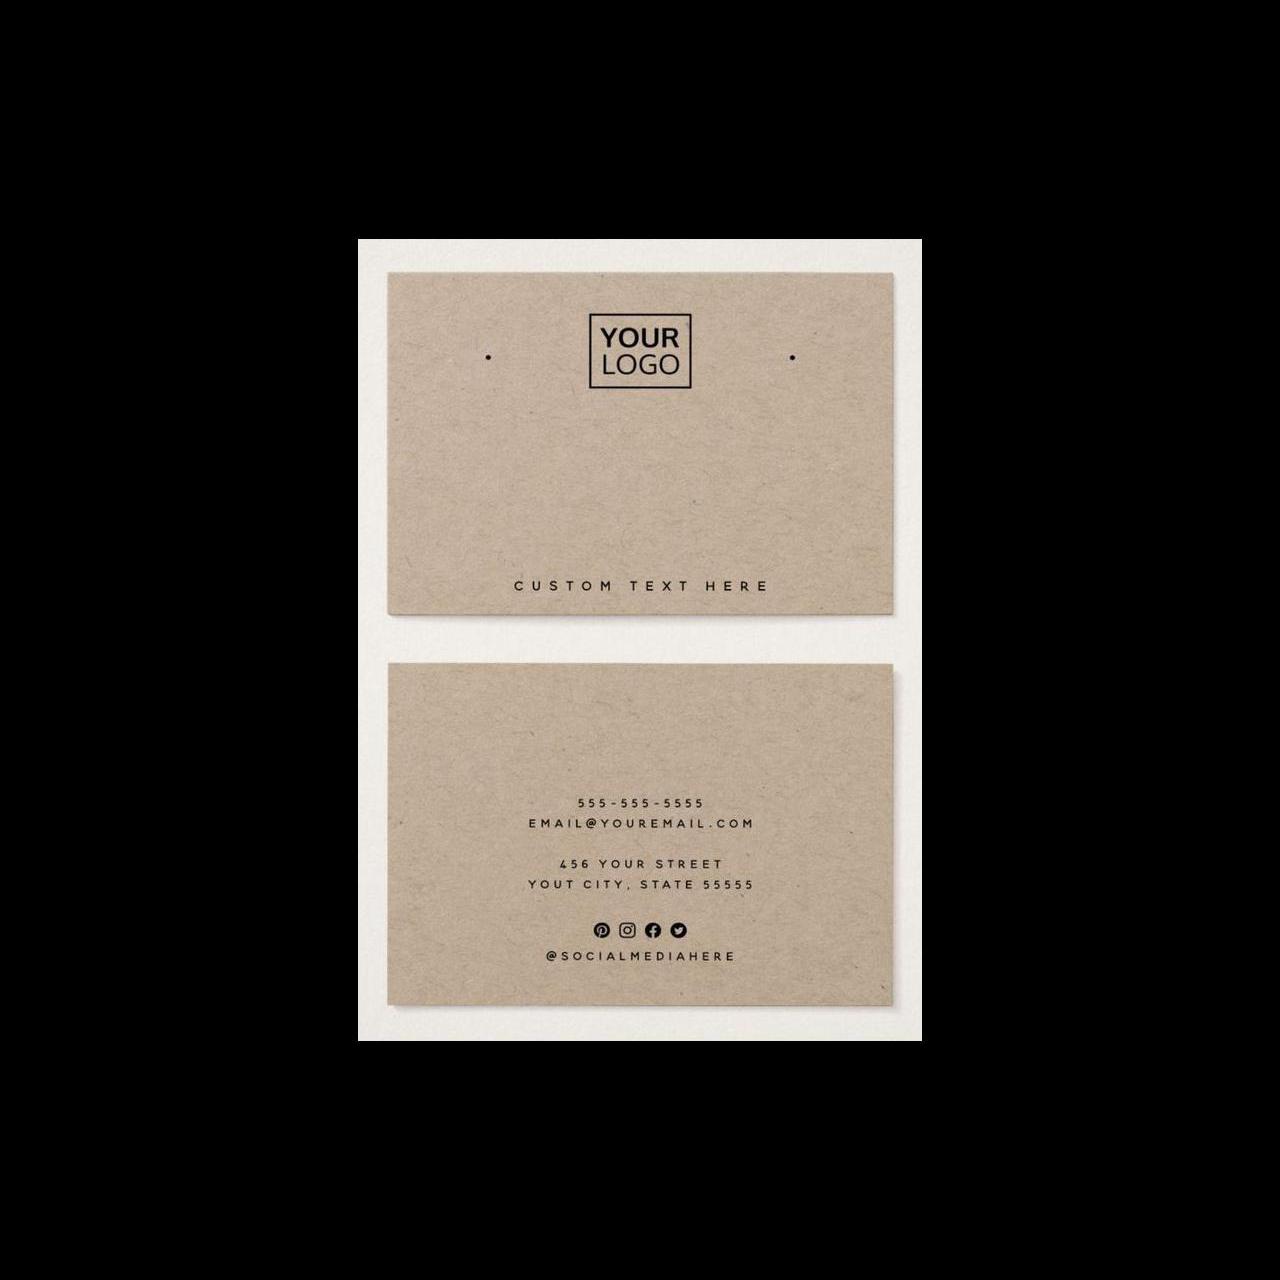 YOUR
LOGO
CUSTOM TEXT HERE
555-555-5555
EMAIL@YOUREMAIL.COM
456 YOUR STREET
YOUT CITY, STATE 55555
@SOCIALMEDIAHERE